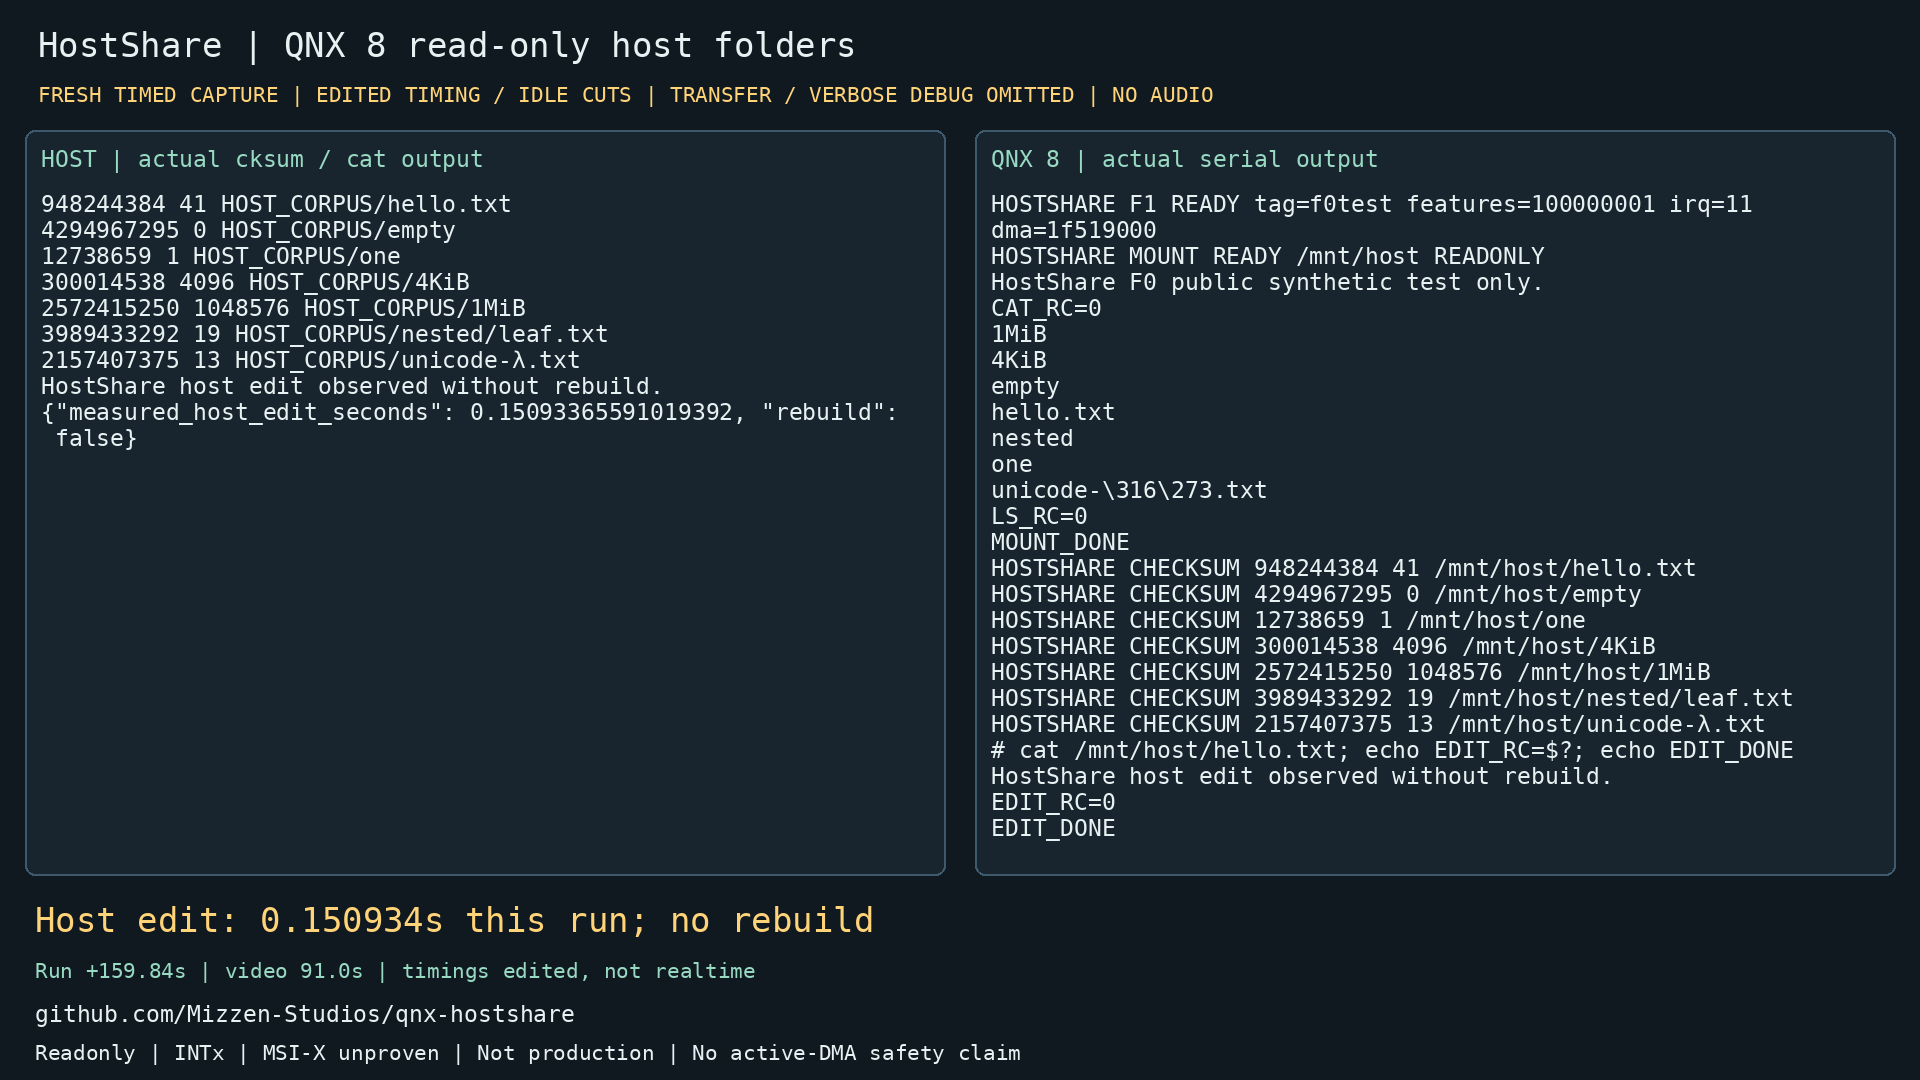 HostShare | QNX 8 read-only host folders
FRESH TIMED CAPTURE | EDITED TIMING / IDLE CUTS | TRANSFER / VERBOSE DEBUG OMITTED | NO AUDIO
HOST | actual cksum / cat output
948244384 41 HOST_CORPUS/hello.txt
4294967295 0 HOST_CORPUS/empty
12738659 1 HOST_CORPUS/one
300014538 4096 HOST_CORPUS/4KiB
2572415250 1048576 HOST_CORPUS/1MiB
3989433292 19 HOST_CORPUS/nested/leaf.txt
2157407375 13 HOST_CORPUS/unicode-λ.txt
HostShare host edit observed without rebuild.
{"measured_host_edit_seconds": 0.15093365591019392, "rebuild":
 false}
QNX 8 | actual serial output
HOSTSHARE F1 READY tag=f0test features=100000001 irq=11
dma=1f519000
HOSTSHARE MOUNT READY /mnt/host READONLY
HostShare F0 public synthetic test only.
CAT_RC=0
1MiB
4KiB
empty
hello.txt
nested
one
unicode-\316\273.txt
LS_RC=0
MOUNT_DONE
HOSTSHARE CHECKSUM 948244384 41 /mnt/host/hello.txt
HOSTSHARE CHECKSUM 4294967295 0 /mnt/host/empty
HOSTSHARE CHECKSUM 12738659 1 /mnt/host/one
HOSTSHARE CHECKSUM 300014538 4096 /mnt/host/4KiB
HOSTSHARE CHECKSUM 2572415250 1048576 /mnt/host/1MiB
HOSTSHARE CHECKSUM 3989433292 19 /mnt/host/nested/leaf.txt
HOSTSHARE CHECKSUM 2157407375 13 /mnt/host/unicode-λ.txt
# cat /mnt/host/hello.txt; echo EDIT_RC=$?; echo EDIT_DONE
HostShare host edit observed without rebuild.
EDIT_RC=0
EDIT_DONE
Host edit: 0.150934s this run; no rebuild
Run +159.84s | video 91.0s | timings edited, not realtime
github.com/Mizzen-Studios/qnx-hostshare
Readonly | INTx | MSI-X unproven | Not production | No active-DMA safety claim